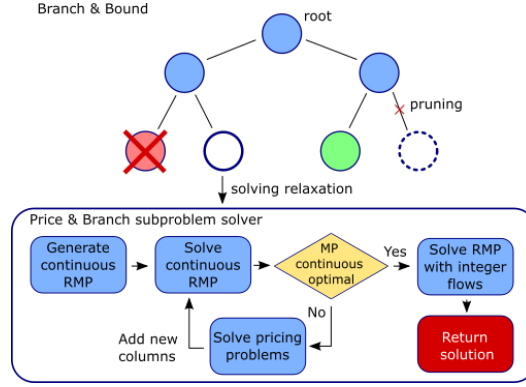 Branch & Bound
root
pruning
solving relaxation
Price & Branch subproblem solver
Generate
continuous
RMP
Solve
continuous
RMP
MP
continuous
optimal
Yes
Solve RMP
with integer
flows
No
Add new
columns
Solve pricing
problems
Return
solution